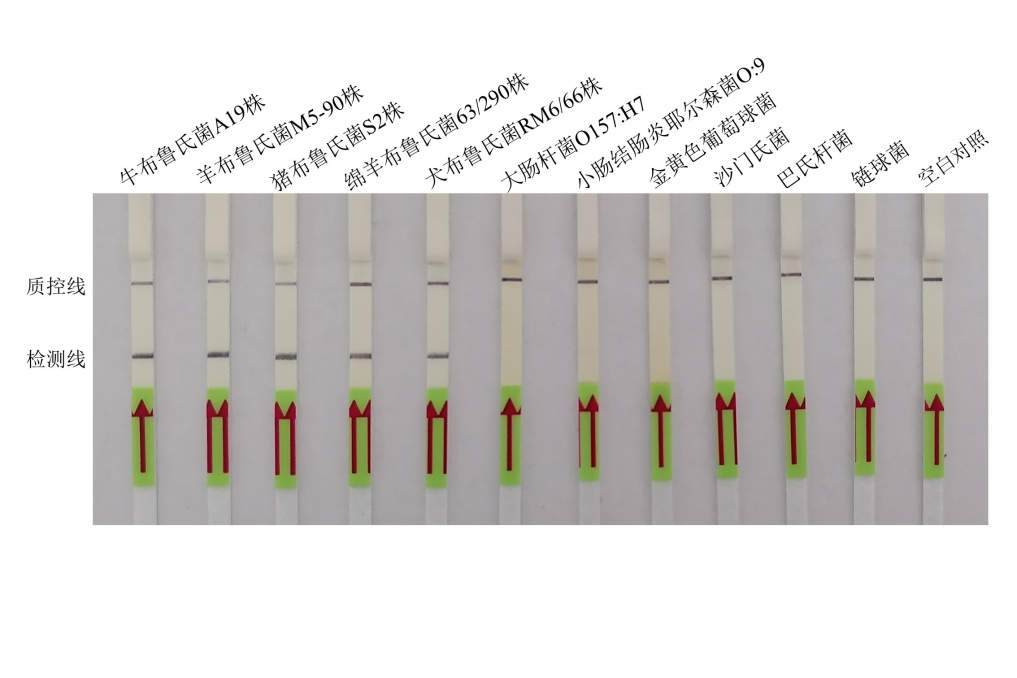 牛布鲁氏菌A19株
羊布鲁氏菌M5-90株
猪布鲁氏菌S2株
绵羊布鲁氏菌63/290株
犬布鲁氏菌RM6/66株
大肠杆菌O157:H7
小肠结肠炎耶尔森菌O:9
金黄色葡萄球菌
沙门氏菌
巴氏杆菌
链球菌
空白对照
质控线
检测线